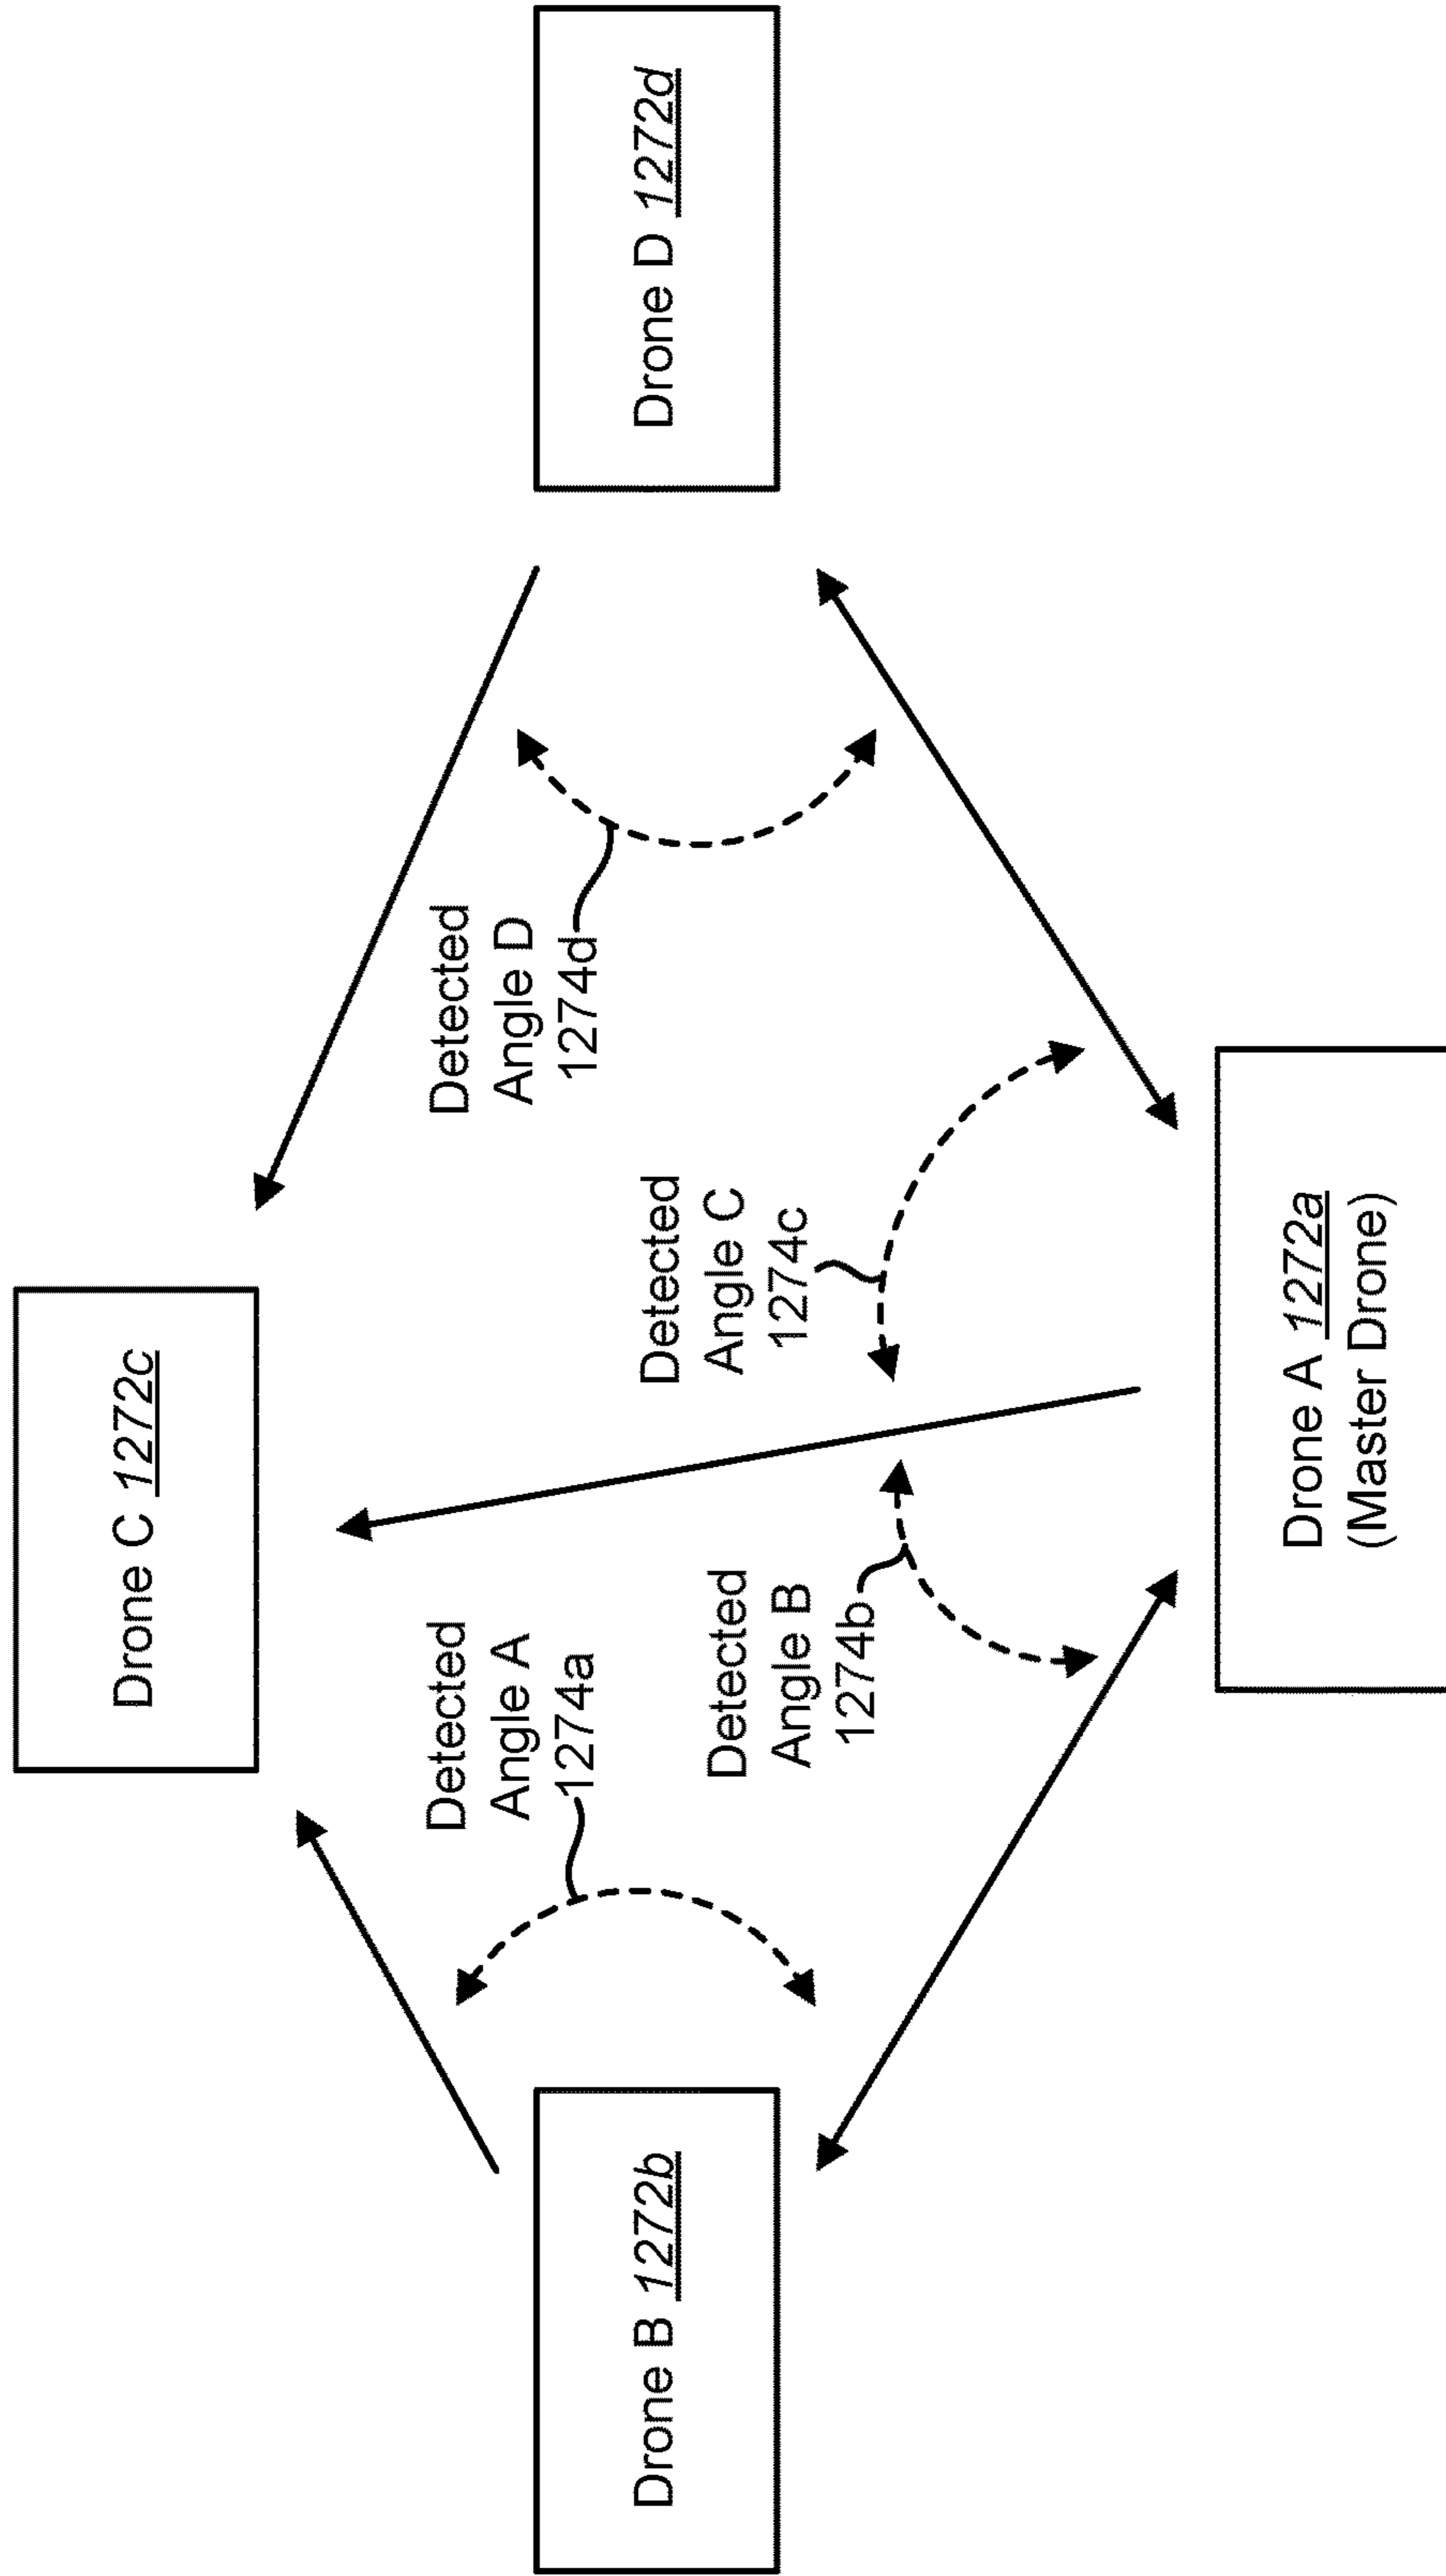 Drone C 1272c
Detected
Angle A
1274a
Detected
Angle D
1274d
Drone B 1272b
Drone D 1272d
Detected
Angle B
1274b
Detected
Angle C
1274c
Drone A 1272a
(Master Drone)